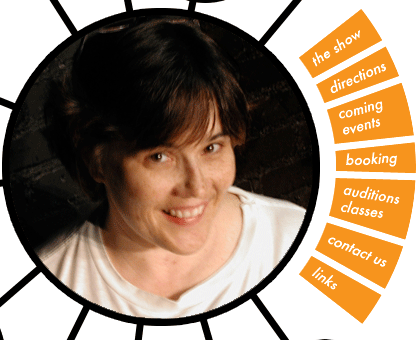 the show
directions
coming
events
booking
auditions
classes
contact us
links